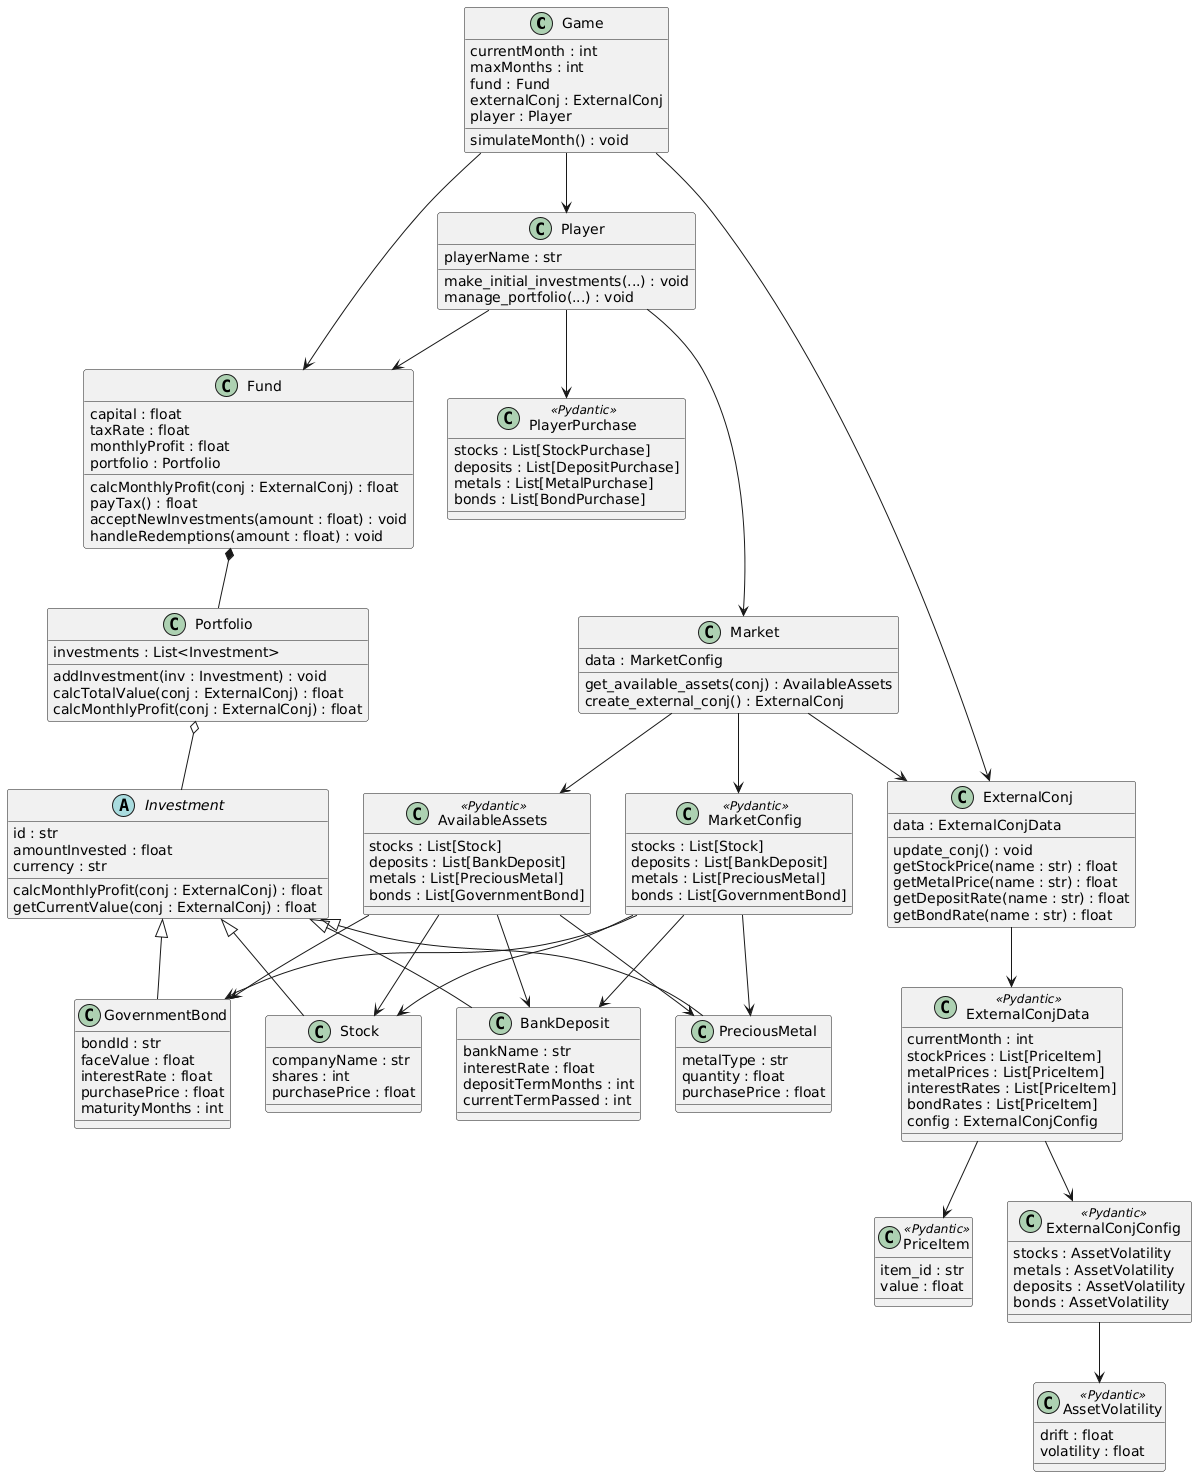 C Game
currentMonth : int
maxMonths : int
fund : Fund
externalConj : ExternalConj
player : Player
simulateMonth() : void
C Player
playerName : str
make_initial_investments(...) : void
manage_portfolio(...) : void
C Fund
capital : float
taxRate : float
monthlyProfit : float
portfolio : Portfolio
calcMonthlyProfit(conj : ExternalConj) : float
payTax() : float
acceptNewInvestments(amount : float) : void
handleRedemptions(amount : float) : void
C «Pydantic»
PlayerPurchase
stocks : List[StockPurchase]
deposits : List[DepositPurchase]
metals : List[MetalPurchase]
bonds : List[BondPurchase]
C Portfolio
investments : List<Investment>
addInvestment(inv : Investment) : void
calcTotalValue(conj : ExternalConj) : float
calcMonthlyProfit(conj : ExternalConj) : float
C Market
data : MarketConfig
get_available_assets(conj) : AvailableAssets
create_external_conj() : ExternalConj
A Investment
id : str
amountInvested : float
currency : str
calcMonthlyProfit(conj : ExternalConj) : float
getCurrentValue(conj : ExternalConj) : float
C «Pydantic»
AvailableAssets
stocks : List[Stock]
deposits : List[BankDeposit]
metals : List[PreciousMetal]
bonds : List[GovernmentBond]
C «Pydantic»
MarketConfig
stocks : List[Stock]
deposits : List[BankDeposit]
metals : List[PreciousMetal]
bonds : List[GovernmentBond]
C ExternalConj
data : ExternalConjData
update_conj() : void
getStockPrice(name : str) : float
getMetalPrice(name : str) : float
getDepositRate(name : str) : float
getBondRate(name : str) : float
C GovernmentBond
bondId : str
faceValue : float
interestRate : float
purchasePrice : float
maturityMonths : int
C Stock
companyName : str
shares : int
purchasePrice : float
C BankDeposit
bankName : str
interestRate : float
depositTermMonths : int
currentTermPassed : int
C PreciousMetal
metalType : str
quantity : float
purchasePrice : float
C «Pydantic»
ExternalConjData
currentMonth : int
stockPrices : List[PriceItem]
metalPrices : List[PriceItem]
interestRates : List[PriceItem]
bondRates : List[PriceItem]
config : ExternalConjConfig
C «Pydantic»
PriceItem
item_id : str
value : float
C «Pydantic»
ExternalConjConfig
stocks : AssetVolatility
metals : AssetVolatility
deposits : AssetVolatility
bonds : AssetVolatility
C «Pydantic»
AssetVolatility
drift : float
volatility : float